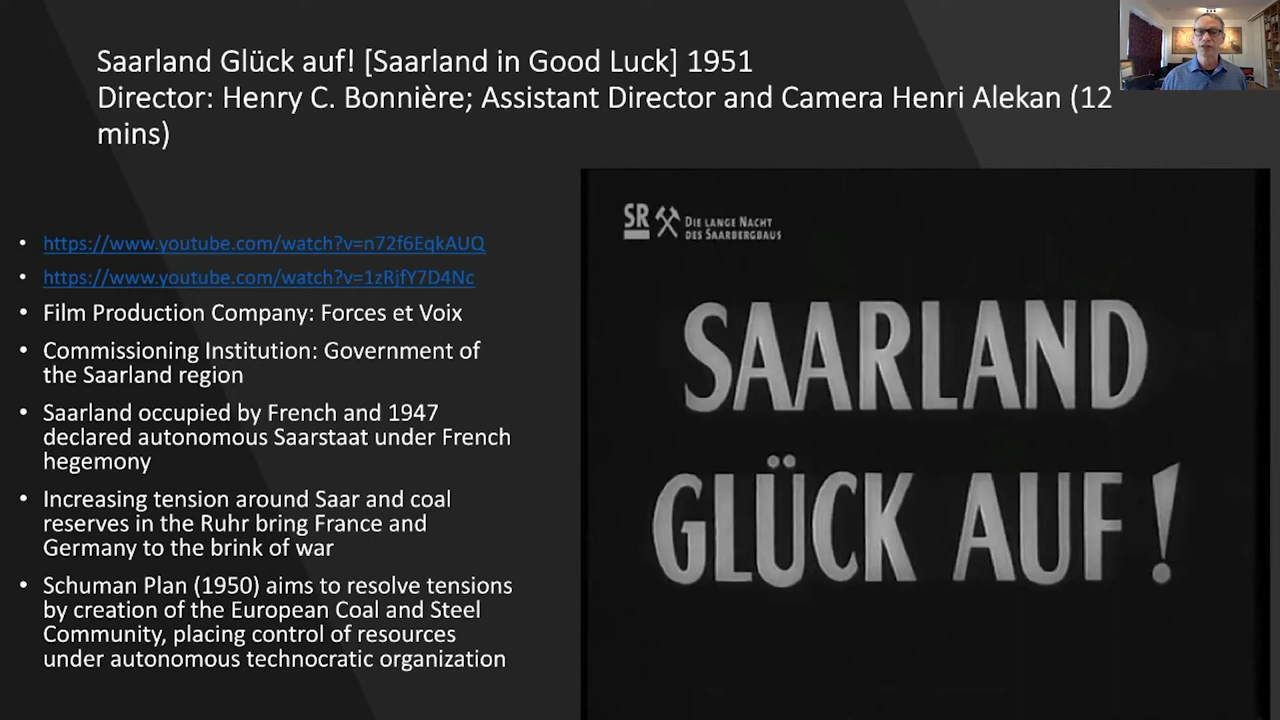 Saarland Glück auf! [Saarland in Good Luck] 1951
Director: Henry C. Bonnière; Assistant Director and Camera Henri Alekan (12
mins)
• https://www.youtube.com/watch?v=n72f6EqkAUQ
• https://www.youtube.com/watch?v=1zRjfY7D4Nc
• Film Production Company: Forces et Voix
• Commissioning Institution: Government of
the Saarland region
• Saarland occupied by French and 1947
declared autonomous Saarstaat under French
hegemony
• Increasing tension around Saar and coal
reserves in the Ruhr bring France and
Germany to the brink of war
• Schuman Plan (1950) aims to resolve tensions
by creation of the European Coal and Steel
Community, placing control of resources
under autonomous technocratic organization
SR DIE LANGE NACHT
DES SAARBERGBAUS
SAARLAND
GLÜCK AUF!